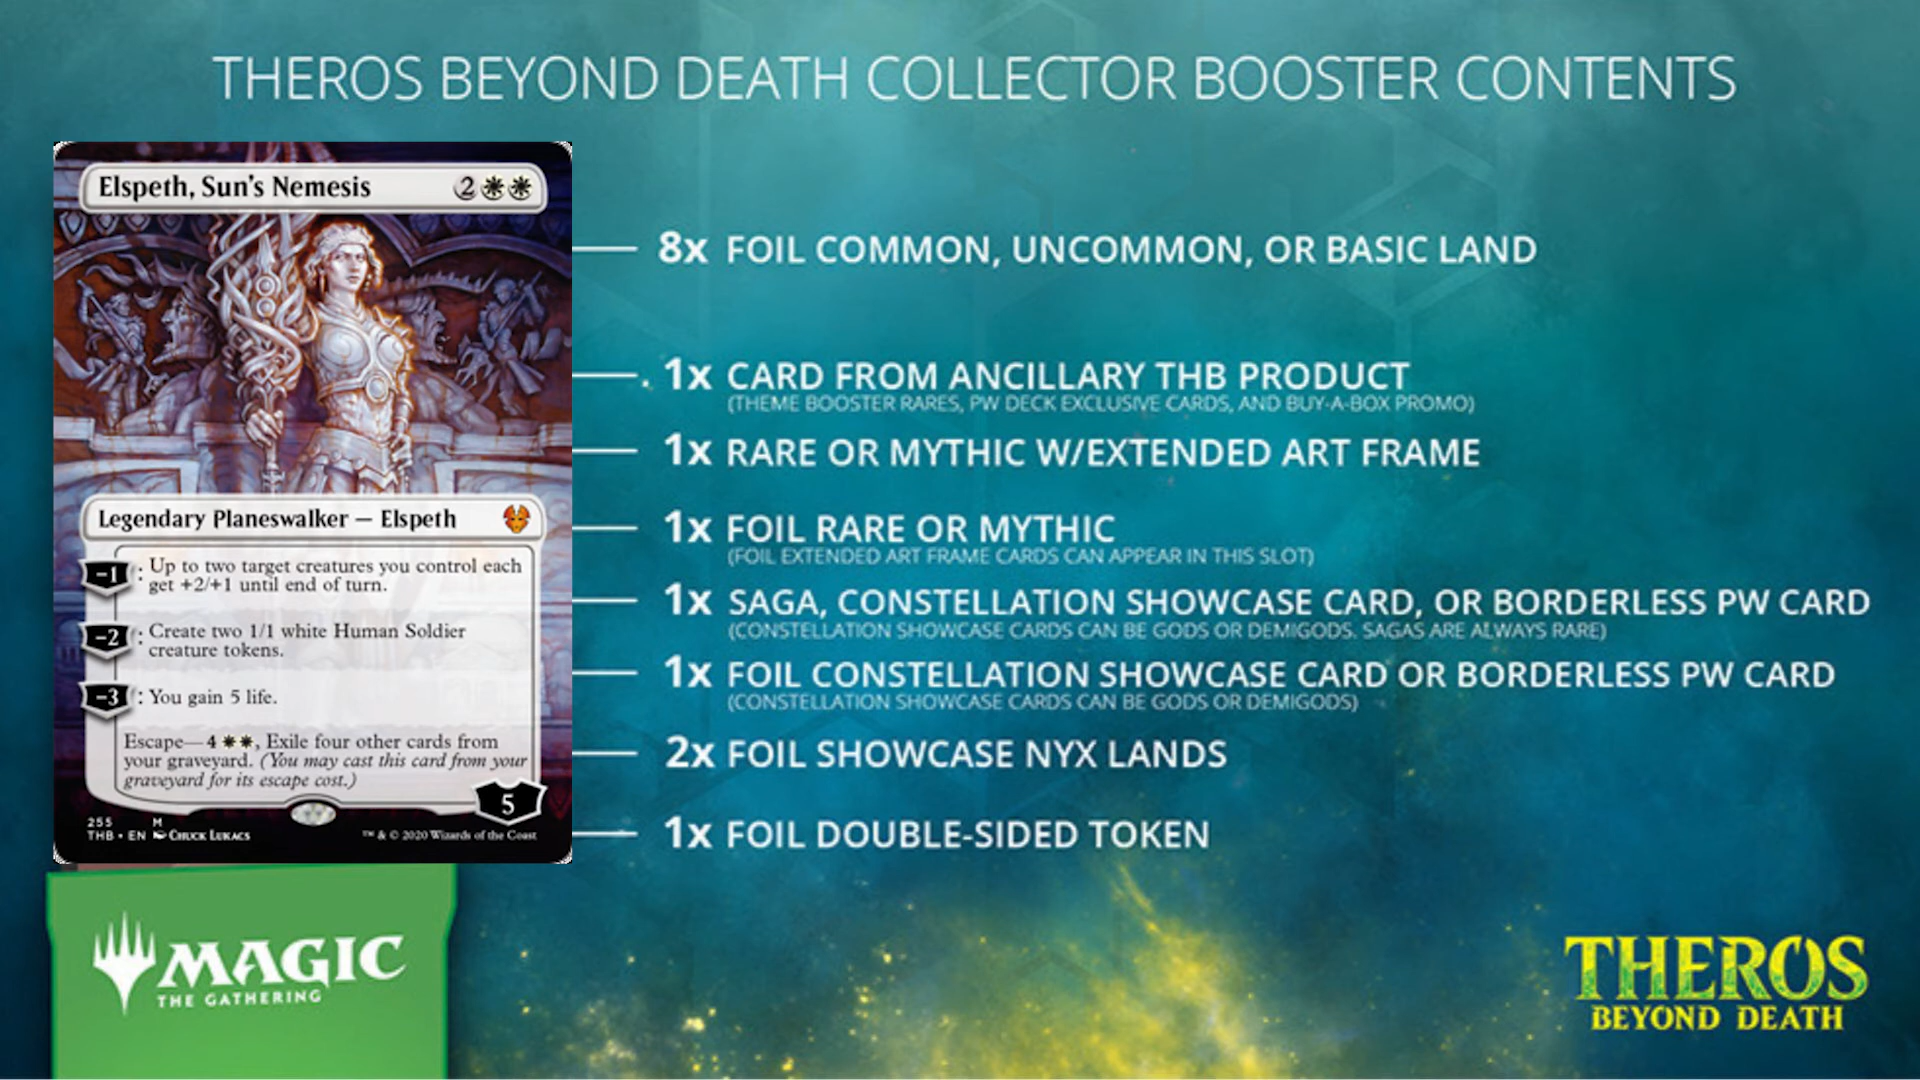 THEROS BEYOND DEATH COLLECTOR BOOSTER CONTENTS
Elspeth, Sun's Nemesis 2
Legendary Planeswalker — Elspeth
-1: Up to two target creatures you control each
get +2/+1 until end of turn.
-2: Create two 1/1 white Human Soldier
creature tokens.
-3: You gain 5 life.
Escape—4, Exile four other cards from
your graveyard. (You may cast this card from your
graveyard for its escape cost.)
5
255 M
THB • EN CHUCK LUKACS
™ & © 2020 Wizards of the Coast
8x FOIL COMMON, UNCOMMON, OR BASIC LAND
1x CARD FROM ANCILLARY THB PRODUCT
(THEME BOOSTER RARES, PW DECK EXCLUSIVE CARDS, AND BUY-A-BOX PROMO)
1x RARE OR MYTHIC W/EXTENDED ART FRAME
1x FOIL RARE OR MYTHIC
(FOIL EXTENDED ART FRAME CARDS CAN APPEAR IN THIS SLOT)
1x SAGA, CONSTELLATION SHOWCASE CARD, OR BORDERLESS PW CARD
(CONSTELLATION SHOWCASE CARDS CAN BE GODS OR DEMIGODS. SAGAS ARE ALWAYS RARE)
1x FOIL CONSTELLATION SHOWCASE CARD OR BORDERLESS PW CARD
(CONSTELLATION SHOWCASE CARDS CAN BE GODS OR DEMIGODS)
2x FOIL SHOWCASE NYX LANDS
1x FOIL DOUBLE-SIDED TOKEN
MAGIC
THE GATHERING
THEROS
BEYOND DEATH